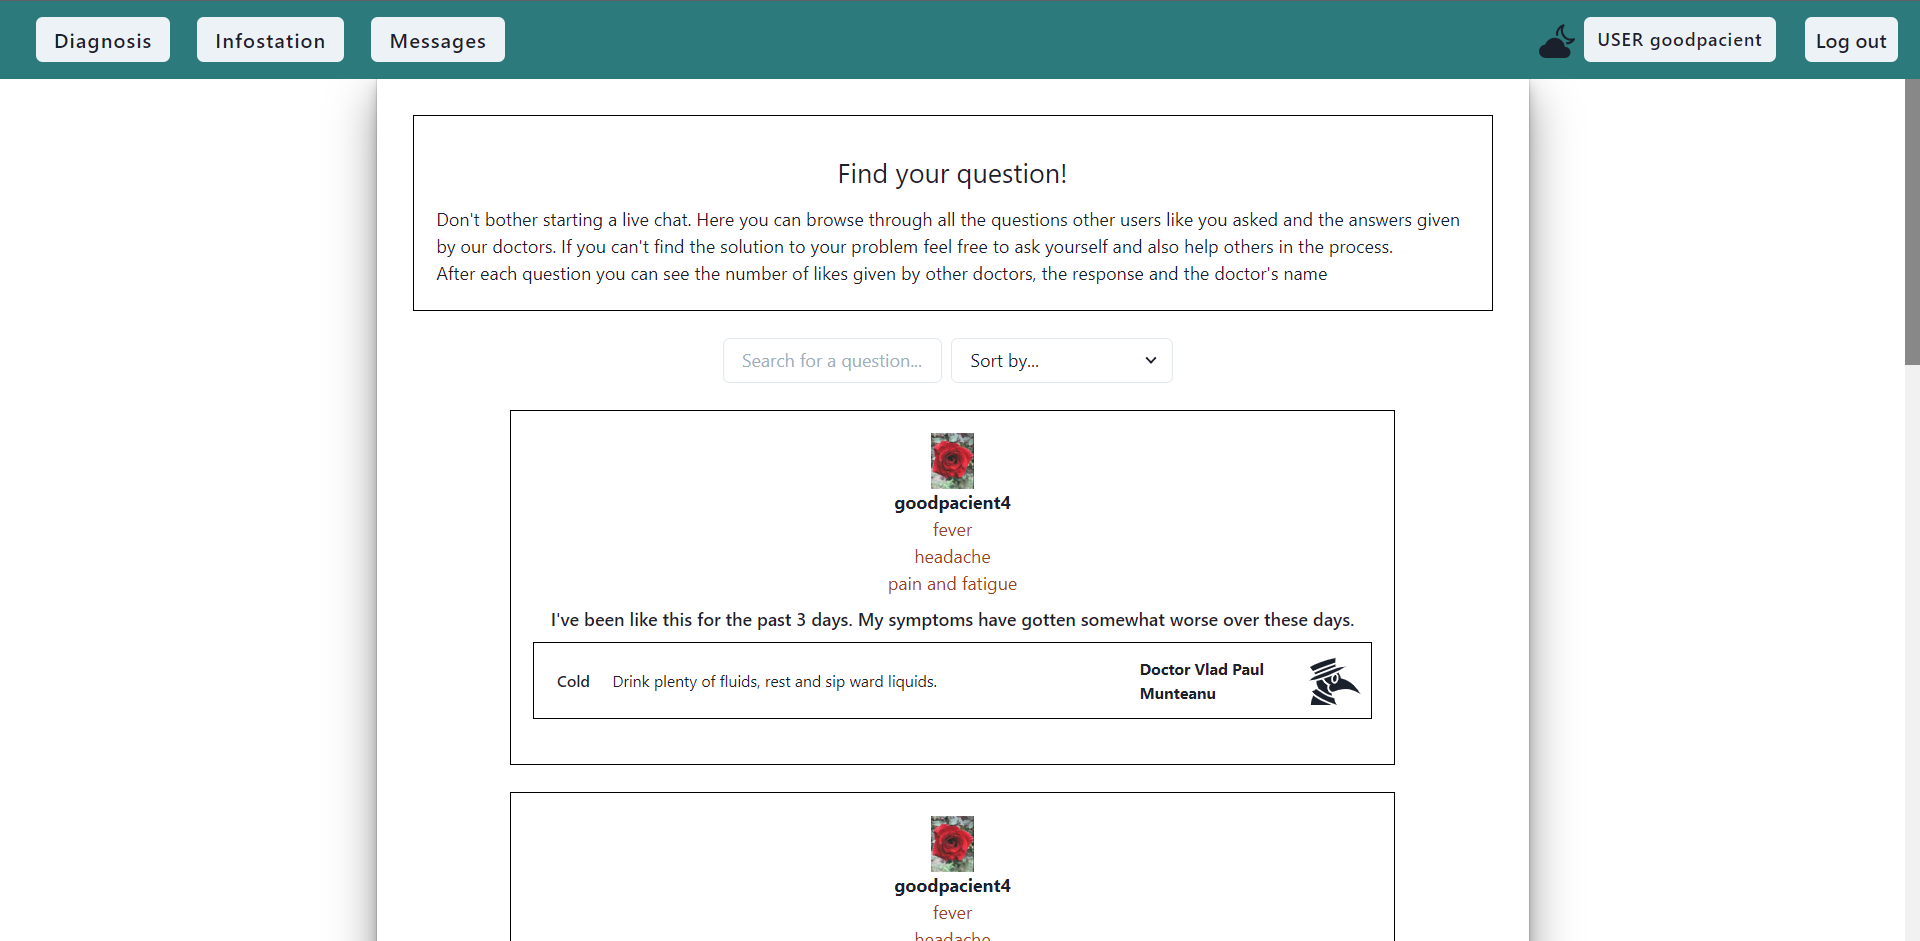 Diagnosis
Infostation
Messages
USER goodpacient
Log out
Find your question!
Don't bother starting a live chat. Here you can browse through all the questions other users like you asked and the answers given
by our doctors. If you can't find the solution to your problem feel free to ask yourself and also help others in the process.
After each question you can see the number of likes given by other doctors, the response and the doctor's name
Search for a question...
Sort by...
goodpacient4
fever
headache
pain and fatigue
I've been like this for the past 3 days. My symptoms have gotten somewhat worse over these days.
Cold
Drink plenty of fluids, rest and sip ward liquids.
Doctor Vlad Paul
Munteanu
goodpacient4
fever
headache